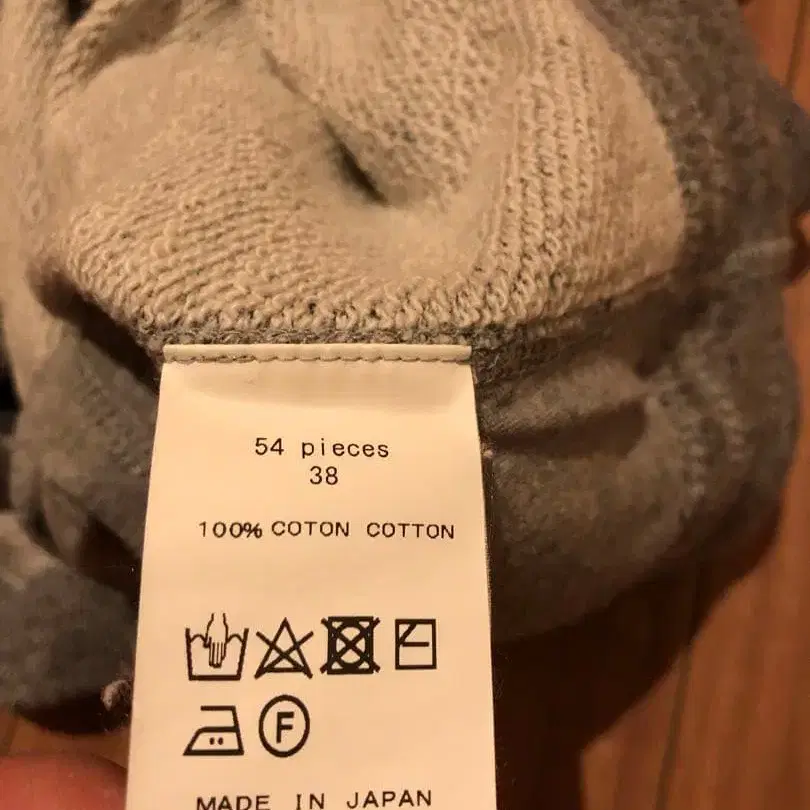 54 pieces
38
100% COTON COTTON
F
MADE IN JAPAN